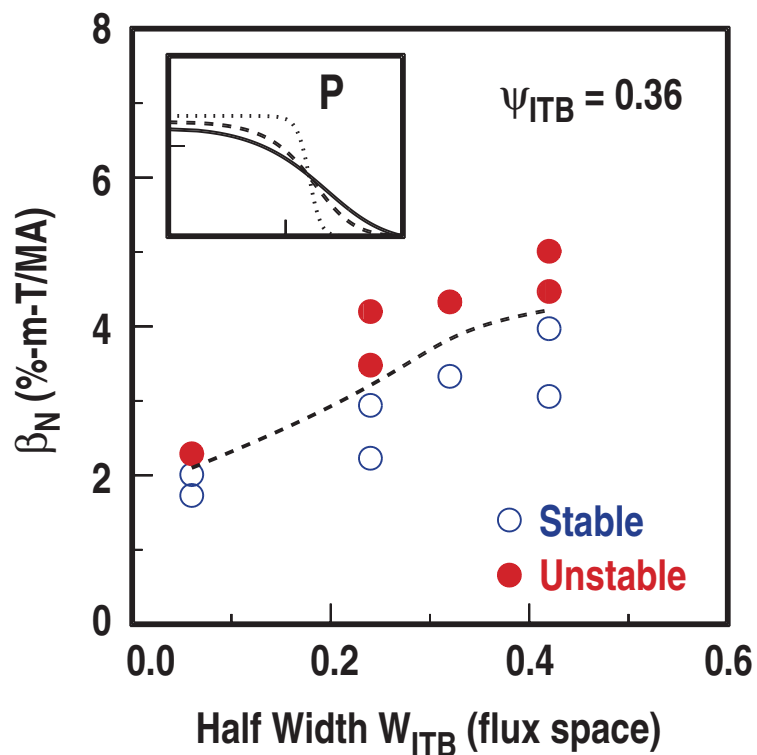 8
P
ψITB = 0.36
6
4
βN (%-m-T/MA)
2
Stable
Unstable
0
0.0 0.2 0.4 0.6
Half Width WITB (flux space)